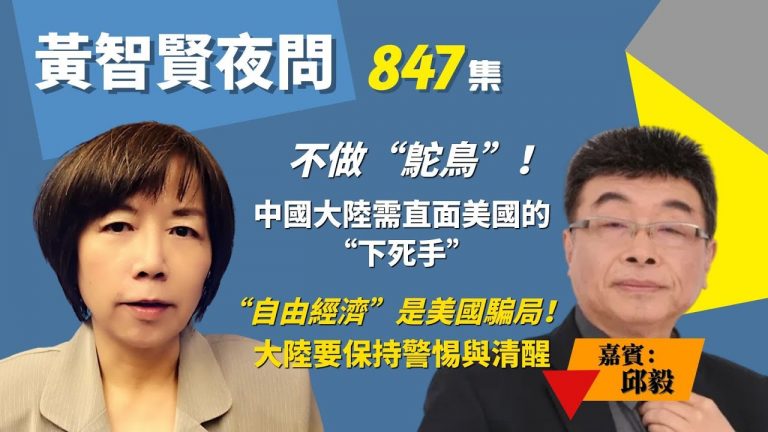 黃智賢夜問 847集
不做“鴕鳥”！
中國大陸需直面美國的
“下死手”
“自由經濟”是美國騙局！
大陸要保持警惕與清醒
嘉賓：
邱毅